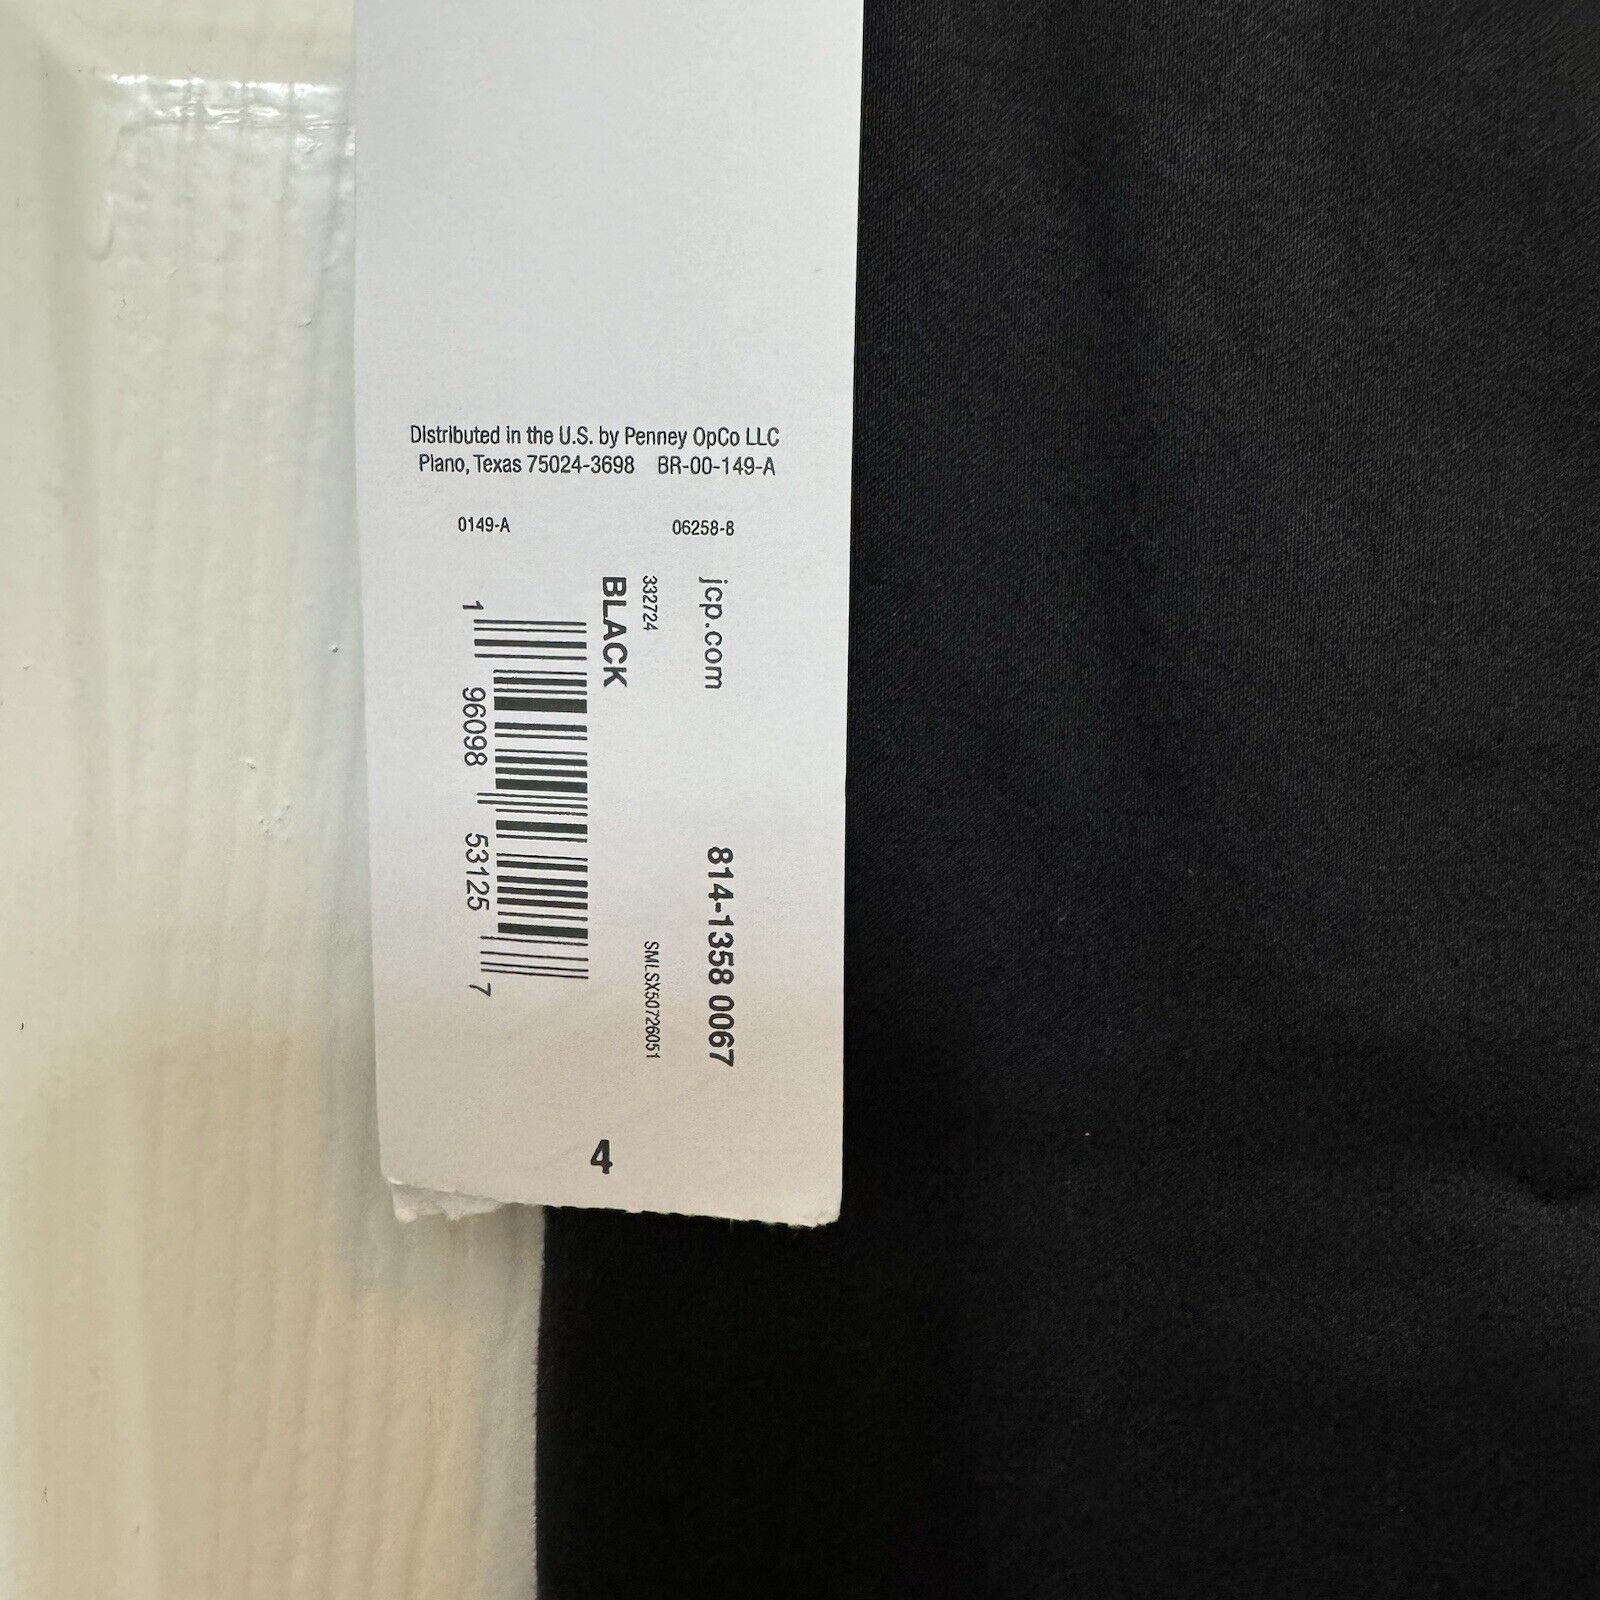 Distributed in the U.S. by Penney OpCo LLC
Plano, Texas 75024-3698 BR-00-149-A
0149-A 06258-8
jcp.com 814-1358 0067
332724 SMLSX50726051
BLACK
1 96098 53125 7
4